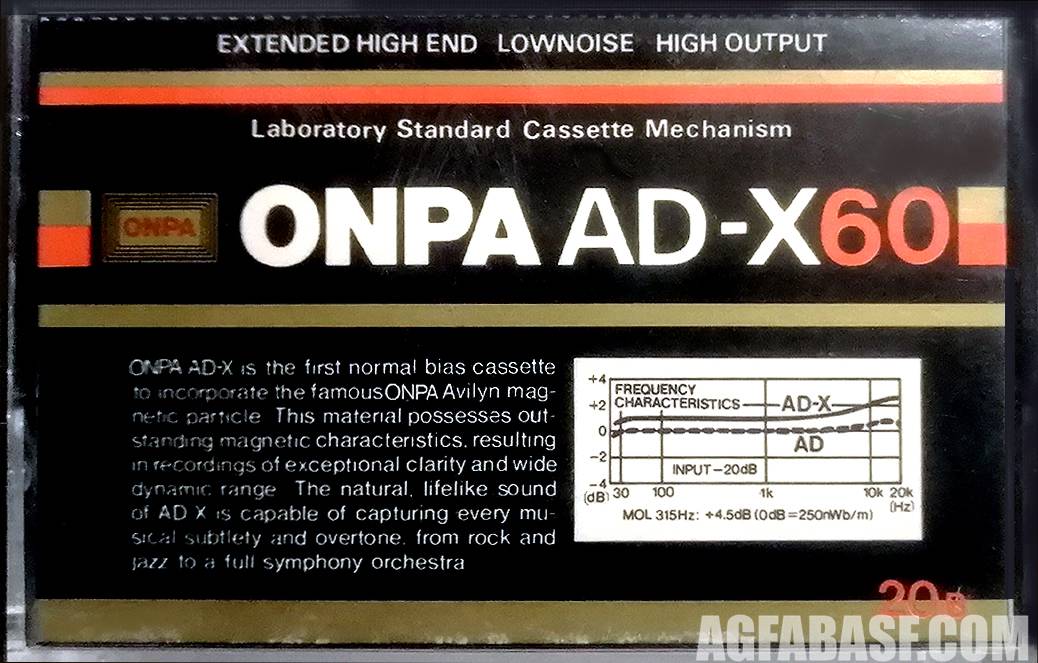 EXTENDED HIGH END LOWNOISE HIGH OUTPUT
Laboratory Standard Cassette Mechanism
ONPA
ONPA AD-X60
ONPA AD-X is the first normal bias cassette
to incorporate the famous ONPA Avilyn mag-
netic particle This material possesses out-
standing magnetic characteristics, resulting
in recordings of exceptional clarity and wide
dynamic range The natural, lifelike sound
of AD X is capable of capturing every mu-
sical subtlety and overtone, from rock and
jazz to a full symphony orchestra
+4
FREQUENCY
CHARACTERISTICS
AD-X
+2
0
AD
-2
INPUT-20dB
-4
(dB) 30 100 1k 10k 20k
(Hz)
MOL 315Hz: +4.5dB (0dB=250nWb/m)
20
AGFABASF.COM